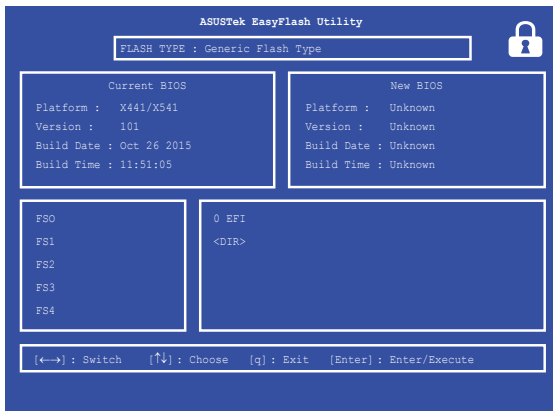 ASUSTek EasyFlash Utility
FLASH TYPE : Generic Flash Type
Current BIOS
Platform : X441/X541
Version : 101
Build Date : Oct 26 2015
Build Time : 11:51:05
New BIOS
Platform : Unknown
Version : Unknown
Build Date : Unknown
Build Time : Unknown
FSO
FS1
FS2
FS3
FS4
0 EFI
<DIR>
[←→] : Switch [↑↓] : Choose [q] : Exit [Enter] : Enter/Execute